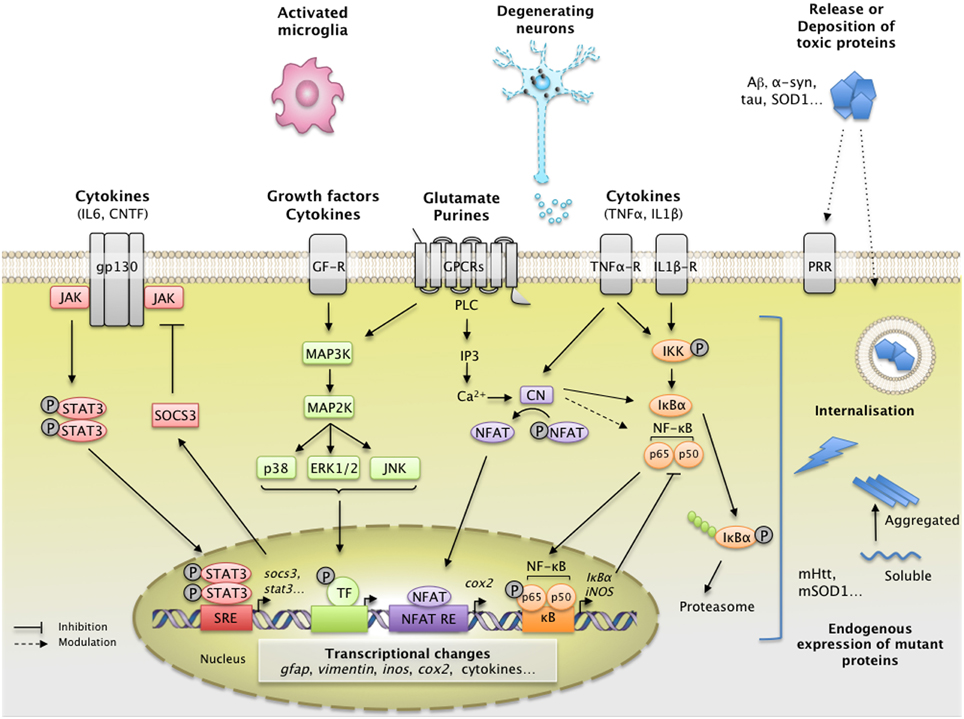 Activated
microglia
Degenerating
neurons
Release or
Deposition of
toxic proteins
Aβ, α-syn,
tau, SOD1...
Cytokines
(IL6, CNTF)
Growth factors
Cytokines
Glutamate
Purines
Cytokines
(TNFα, IL1β)
gp130
GF-R
GPCRs
TNFα-R
IL1β-R
PRR
JAK
JAK
PLC
MAP3K
IP3
IKK
P
MAP2K
Ca2+
CN
IκBα
P
STAT3
P
STAT3
SOCS3
NFAT
P
NFAT
NF-κB
p65
p50
Internalisation
p38
ERK1/2
JNK
Aggregated
P
IκBα
Soluble
mHtt,
mSOD1...
P
STAT3
P
STAT3
SRE
socs3,
stat3...
P
TF
NFAT
NFAT RE
cox2
NF-κB
P
p65
p50
κB
IκBα
iNOS
Proteasome
Endogenous
expression of mutant
proteins
Inhibition
Modulation
Nucleus
Transcriptional changes
gfap, vimentin, inos, cox2, cytokines...